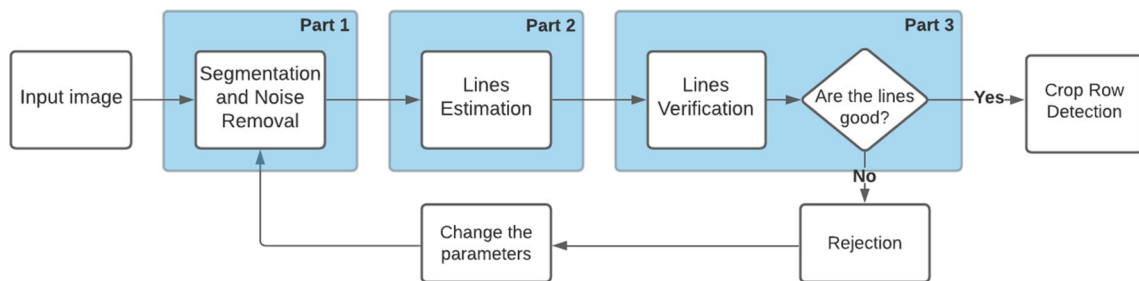 Part 1
Part 2
Part 3
Input image
Segmentation
and Noise
Removal
Lines
Estimation
Lines
Verification
Are the lines
good?
Yes
Crop Row
Detection
No
Rejection
Change the
parameters